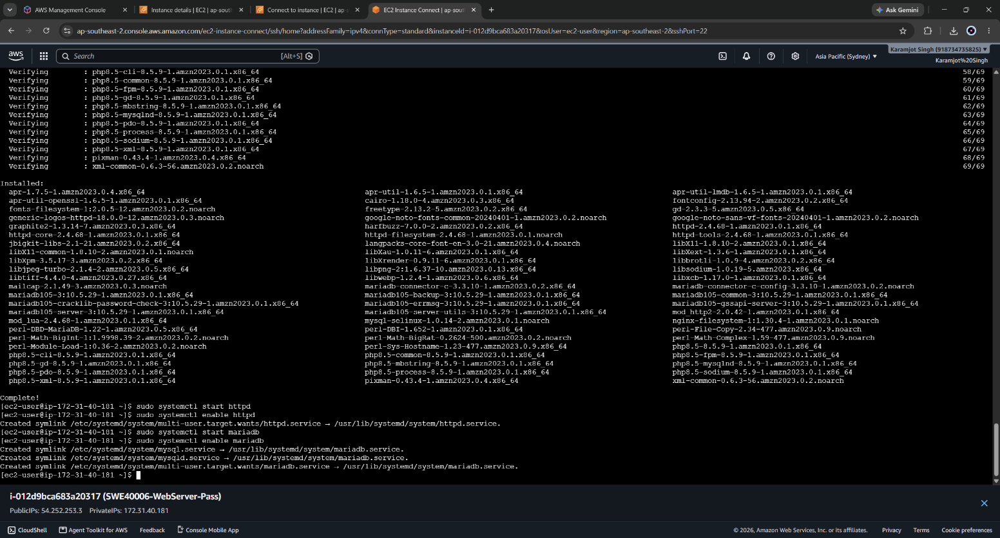 AWS Management Console
Instance details | EC2 | ap-sout
Connect to instance | EC2 | ap-s
EC2 Instance Connect | ap-sout
Ask Gemini
ap-southeast-2.console.aws.amazon.com/ec2-instance-connect/ssh/home?addressFamily=ipv4&connType=standard&instanceId=i-012d9bca683a20317&osUser=ec2-user&region=ap-southeast-2&sshPort=22
aws
Search
[Alt+S]
Asia Pacific (Sydney)
Karamjot Singh (918734735825)
Karamjot%20Singh
Verifying : php8.5-cli-8.5.9-1.amzn2023.0.1.x86_64 58/69
Verifying : php8.5-common-8.5.9-1.amzn2023.0.1.x86_64 59/69
Verifying : php8.5-fpm-8.5.9-1.amzn2023.0.1.x86_64 60/69
Verifying : php8.5-gd-8.5.9-1.amzn2023.0.1.x86_64 61/69
Verifying : php8.5-mbstring-8.5.9-1.amzn2023.0.1.x86_64 62/69
Verifying : php8.5-mysqlnd-8.5.9-1.amzn2023.0.1.x86_64 63/69
Verifying : php8.5-pdo-8.5.9-1.amzn2023.0.1.x86_64 64/69
Verifying : php8.5-process-8.5.9-1.amzn2023.0.1.x86_64 65/69
Verifying : php8.5-sodium-8.5.9-1.amzn2023.0.1.x86_64 66/69
Verifying : php8.5-xml-8.5.9-1.amzn2023.0.1.x86_64 67/69
Verifying : pixman-0.43.4-1.amzn2023.0.4.x86_64 68/69
Verifying : xml-common-0.6.3-56.amzn2023.0.2.noarch 69/69
Installed:
apr-1.7.5-1.amzn2023.0.4.x86_64 apr-util-1.6.5-1.amzn2023.0.1.x86_64 apr-util-lmdb-1.6.5-1.amzn2023.0.1.x86_64
apr-util-openssl-1.6.5-1.amzn2023.0.1.x86_64 cairo-1.18.0-4.amzn2023.0.3.x86_64 fontconfig-2.13.94-2.amzn2023.0.2.x86_64
fonts-filesystem-1:2.0.5-12.amzn2023.0.2.noarch freetype-2.13.2-5.amzn2023.0.2.x86_64 gd-2.3.3-5.amzn2023.0.5.x86_64
generic-logos-httpd-18.0.0-12.amzn2023.0.3.noarch google-noto-fonts-common-20240401-1.amzn2023.0.2.noarch google-noto-sans-vf-fonts-20240401-1.amzn2023.0.2.noarch
graphite2-1.3.14-7.amzn2023.0.3.x86_64 harfbuzz-7.0.0-2.amzn2023.0.2.x86_64 httpd-2.4.68-1.amzn2023.0.1.x86_64
httpd-core-2.4.68-1.amzn2023.0.1.x86_64 httpd-filesystem-2.4.68-1.amzn2023.0.1.noarch httpd-tools-2.4.68-1.amzn2023.0.1.x86_64
jbigkit-libs-2.1-21.amzn2023.0.2.x86_64 langpacks-core-font-en-3.0-21.amzn2023.0.4.noarch libX11-1.8.10-2.amzn2023.0.1.x86_64
libX11-common-1.8.10-2.amzn2023.0.1.noarch libXau-1.0.11-6.amzn2023.0.1.x86_64 libXext-1.3.6-1.amzn2023.0.1.x86_64
libXpm-3.5.17-3.amzn2023.0.2.x86_64 libXrender-0.9.11-6.amzn2023.0.1.x86_64 libbrotli-1.0.9-4.amzn2023.0.2.x86_64
libjpeg-turbo-2.1.4-2.amzn2023.0.5.x86_64 libpng-2:1.6.37-10.amzn2023.0.13.x86_64 libsodium-1.0.19-5.amzn2023.0.1.x86_64
libtiff-4.4.0-4.amzn2023.0.27.x86_64 libwebp-1.2.4-1.amzn2023.0.6.x86_64 libxcb-1.17.0-1.amzn2023.0.1.x86_64
mailcap-2.1.49-3.amzn2023.0.3.noarch mariadb-connector-c-3.3.10-1.amzn2023.0.2.x86_64 mariadb-connector-c-config-3.3.10-1.amzn2023.0.2.noarch
mariadb105-3:10.5.29-1.amzn2023.0.1.x86_64 mariadb105-backup-3:10.5.29-1.amzn2023.0.1.x86_64 mariadb105-common-3:10.5.29-1.amzn2023.0.1.x86_64
mariadb105-cracklib-password-check-3:10.5.29-1.amzn2023.0.1.x86_64 mariadb105-errmsg-3:10.5.29-1.amzn2023.0.1.x86_64 mariadb105-gssapi-server-3:10.5.29-1.amzn2023.0.1.x86_64
mariadb105-server-3:10.5.29-1.amzn2023.0.1.x86_64 mariadb105-server-utils-3:10.5.29-1.amzn2023.0.1.x86_64 mod_http2-2.0.42-1.amzn2023.0.1.x86_64
mod_lua-2.4.68-1.amzn2023.0.1.x86_64 mysql-selinux-1.0.14-2.amzn2023.0.1.noarch nginx-filesystem-1:1.30.4-1.amzn2023.0.1.noarch
perl-DBD-MariaDB-1.22-1.amzn2023.0.5.x86_64 perl-DBI-1.652-1.amzn2023.0.1.x86_64 perl-File-Copy-2.34-477.amzn2023.0.9.noarch
perl-Math-BigInt-1:1.9998.39-2.amzn2023.0.2.noarch perl-Math-BigRat-0.2624-500.amzn2023.0.2.noarch perl-Math-Complex-1.59-477.amzn2023.0.9.noarch
perl-Module-Load-1:0.36-2.amzn2023.0.2.noarch perl-Sys-Hostname-1.23-477.amzn2023.0.9.x86_64 php8.5-8.5.9-1.amzn2023.0.1.x86_64
php8.5-cli-8.5.9-1.amzn2023.0.1.x86_64 php8.5-common-8.5.9-1.amzn2023.0.1.x86_64 php8.5-fpm-8.5.9-1.amzn2023.0.1.x86_64
php8.5-gd-8.5.9-1.amzn2023.0.1.x86_64 php8.5-mbstring-8.5.9-1.amzn2023.0.1.x86_64 php8.5-mysqlnd-8.5.9-1.amzn2023.0.1.x86_64
php8.5-pdo-8.5.9-1.amzn2023.0.1.x86_64 php8.5-process-8.5.9-1.amzn2023.0.1.x86_64 php8.5-sodium-8.5.9-1.amzn2023.0.1.x86_64
php8.5-xml-8.5.9-1.amzn2023.0.1.x86_64 pixman-0.43.4-1.amzn2023.0.4.x86_64 xml-common-0.6.3-56.amzn2023.0.2.noarch
Complete!
[ec2-user@ip-172-31-40-181 ~]$ sudo systemctl start httpd
[ec2-user@ip-172-31-40-181 ~]$ sudo systemctl enable httpd
Created symlink /etc/systemd/system/multi-user.target.wants/httpd.service → /usr/lib/systemd/system/httpd.service.
[ec2-user@ip-172-31-40-181 ~]$ sudo systemctl start mariadb
[ec2-user@ip-172-31-40-181 ~]$ sudo systemctl enable mariadb
Created symlink /etc/systemd/system/mysql.service → /usr/lib/systemd/system/mariadb.service.
Created symlink /etc/systemd/system/mysqld.service → /usr/lib/systemd/system/mariadb.service.
Created symlink /etc/systemd/system/multi-user.target.wants/mariadb.service → /usr/lib/systemd/system/mariadb.service.
[ec2-user@ip-172-31-40-181 ~]$
i-012d9bca683a20317 (SWE40006-WebServer-Pass)
PublicIPs: 54.252.253.3 PrivateIPs: 172.31.40.181
CloudShell Agent Toolkit for AWS Feedback Console Mobile App © 2026, Amazon Web Services, Inc. or its affiliates. Privacy Terms Cookie preferences